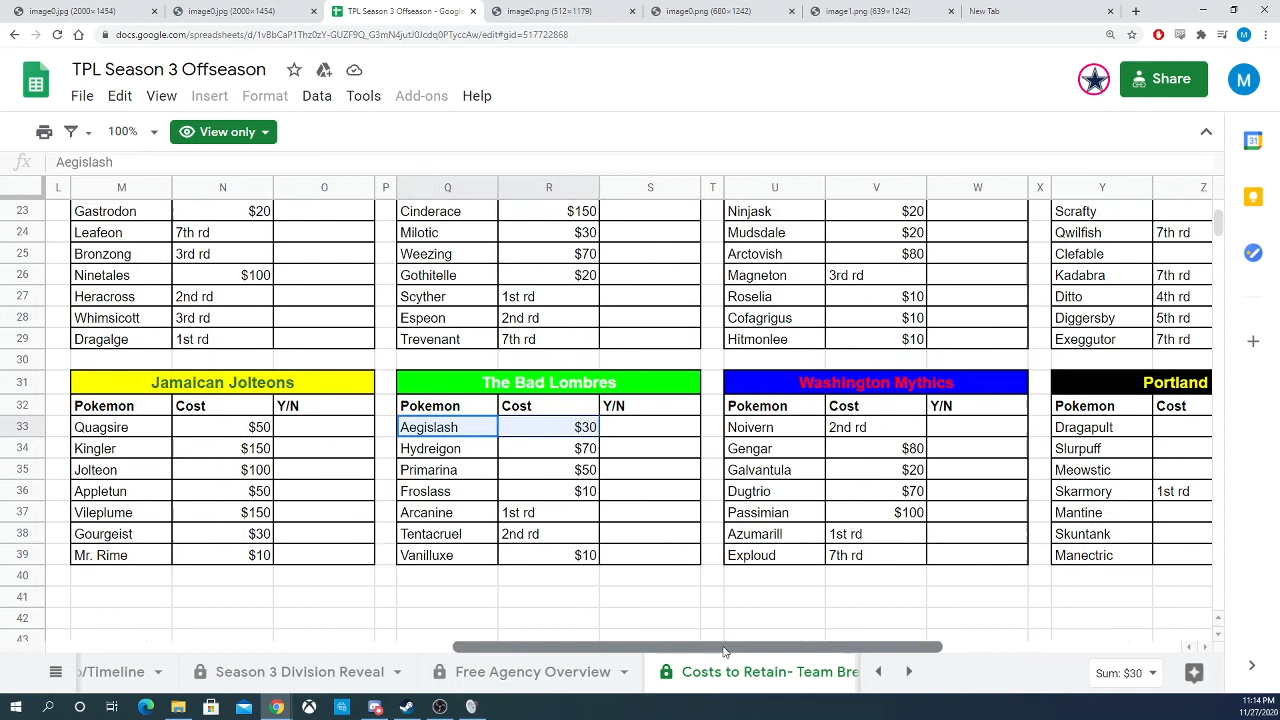 image0.jpg (2000×1454) × image0.jpg (2000×1454) × TPL Season 3 Offseason - Google × image0.png (512×1179) × image0.png (680×1242) × image1.png (639×1242) × New Tab ×
TPL Season 3 Offseason
Share
M
File Edit View Insert Format Data Tools Add-ons Help
100% View only
fx Aegislash
L M N O P Q R S T U V W X Y Z
23 Gastrodon $20 Cinderace $150 Ninjask $20 Scrafty
24 Leafeon 7th rd Milotic $30 Mudsdale $20 Qwilfish 7th rd
25 Bronzong 3rd rd Weezing $70 Arctovish $80 Clefable
26 Ninetales $100 Gothitelle $20 Magneton 3rd rd Kadabra 7th rd
27 Heracross 2nd rd Scyther 1st rd Roselia $10 Ditto 4th rd
28 Whimsicott 3rd rd Espeon 2nd rd Cofagrigus $10 Diggersby 5th rd
29 Dragalge 1st rd Trevenant 7th rd Hitmonlee $10 Exeggutor 7th rd
30
31 Jamaican Jolteons The Bad Lombres Washington Mythics Portland
32 Pokemon Cost Y/N Pokemon Cost Y/N Pokemon Cost Y/N Pokemon Cost
33 Quagsire $50 Aegislash $30 Noivern 2nd rd Dragapult
34 Kingler $150 Hydreigon $70 Gengar $80 Slurpuff
35 Jolteon $100 Primarina $50 Galvantula $20 Meowstic
36 Appletun $50 Froslass $10 Dugtrio $70 Skarmory 1st rd
37 Vileplume $150 Arcanine 1st rd Passimian $100 Mantine
38 Gourgeist $30 Tentacruel 2nd rd Azumarill 1st rd Skuntank
39 Mr. Rime $10 Vanilluxe $10 Exploud 7th rd Manectric
40
41
42
43
/Timeline Season 3 Division Reveal Free Agency Overview Costs to Retain- Team Bre Sum: $30
11:14 PM
11/27/2020